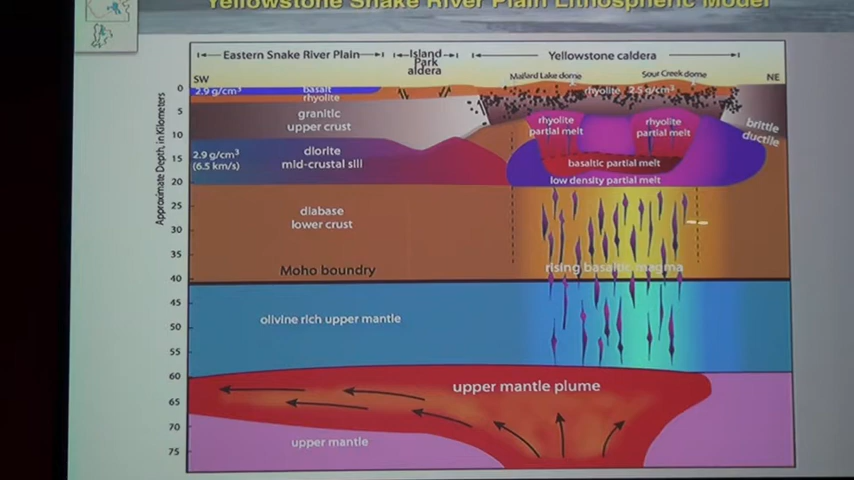 Yellowstone Snake River Plain Lithospheric Model
Eastern Snake River Plain
Island
Park
aldera
Yellowstone caldera
SW
Mallard Lake dome
Sour Creek dome
NE
0
2.9 g/cm³
basalt
rhyolite
rhyolite 2.5 g/cm³
5
granitic
upper crust
rhyolite
partial melt
rhyolite
partial melt
brittle
ductile
10
2.9 g/cm³
(6.5 km/s)
diorite
mid-crustal sill
basaltic partial melt
15
low density partial melt
20
Approximate Depth, in Kilometers
25
diabase
lower crust
30
35
Moho boundry
rising basaltic magma
40
45
olivine rich upper mantle
50
55
60
upper mantle plume
65
70
upper mantle
75